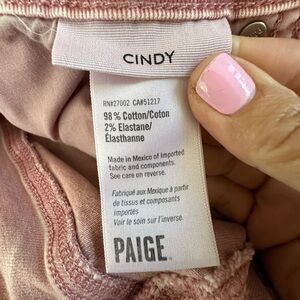 CINDY
RN#27002 CA#51217
98% Cotton/Coton
2% Elastane/
Élasthanne
Made in Mexico of imported
fabric and components.
See care on reverse.
Fabriqué aux Mexique à partir
de tissus et composants
importés
Voir le soin sur l'inverse.
PAIGE